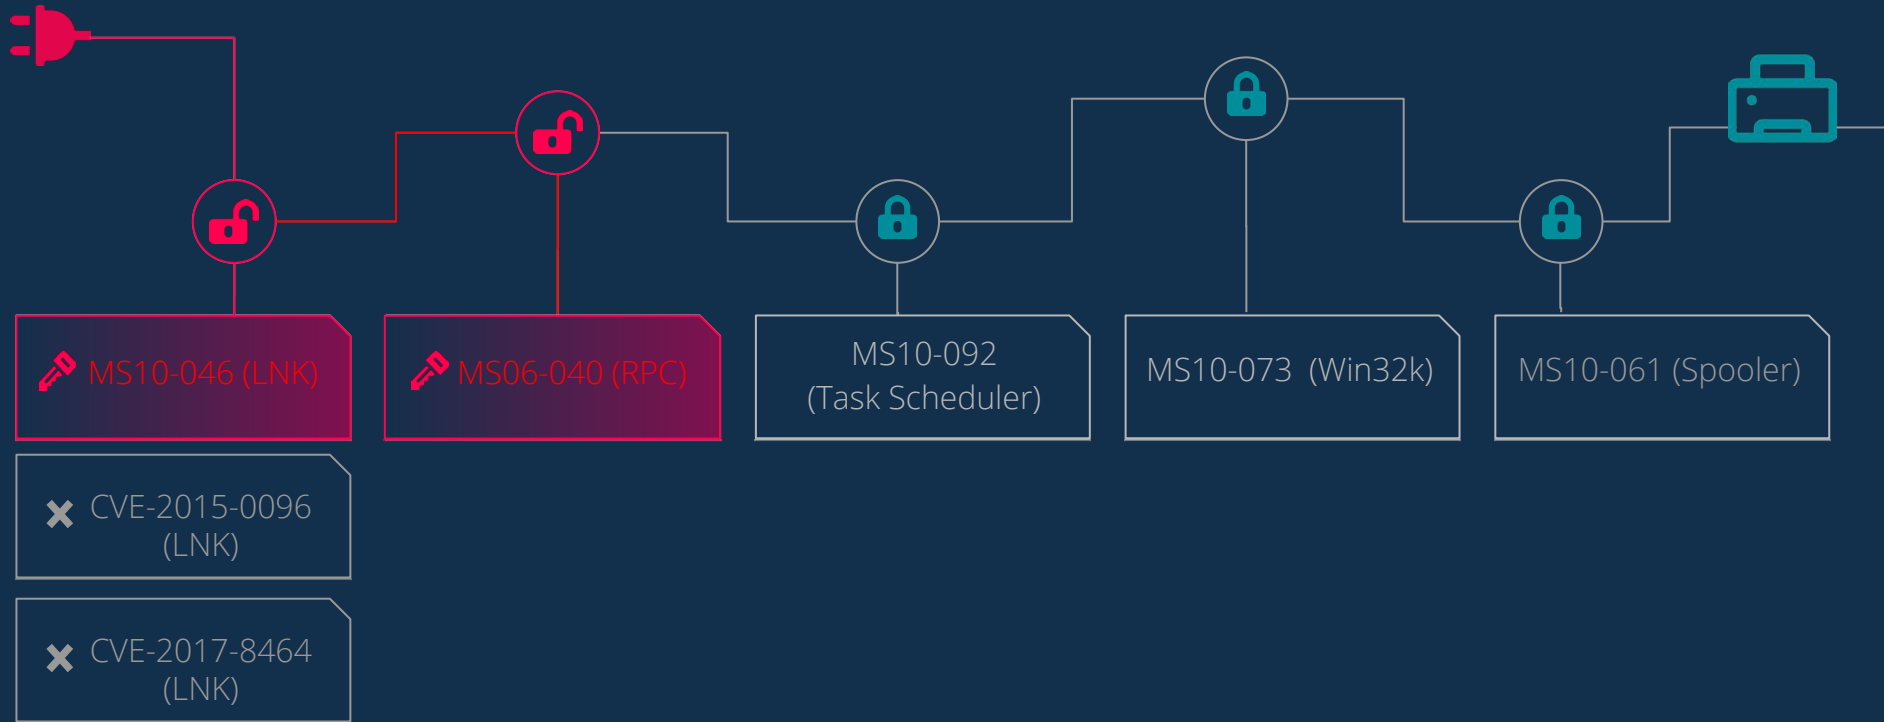 MS10-046 (LNK)
MS06-040 (RPC)
MS10-092
(Task Scheduler)
MS10-073 (Win32k)
MS10-061 (Spooler)
CVE-2015-0096
(LNK)
CVE-2017-8464
(LNK)